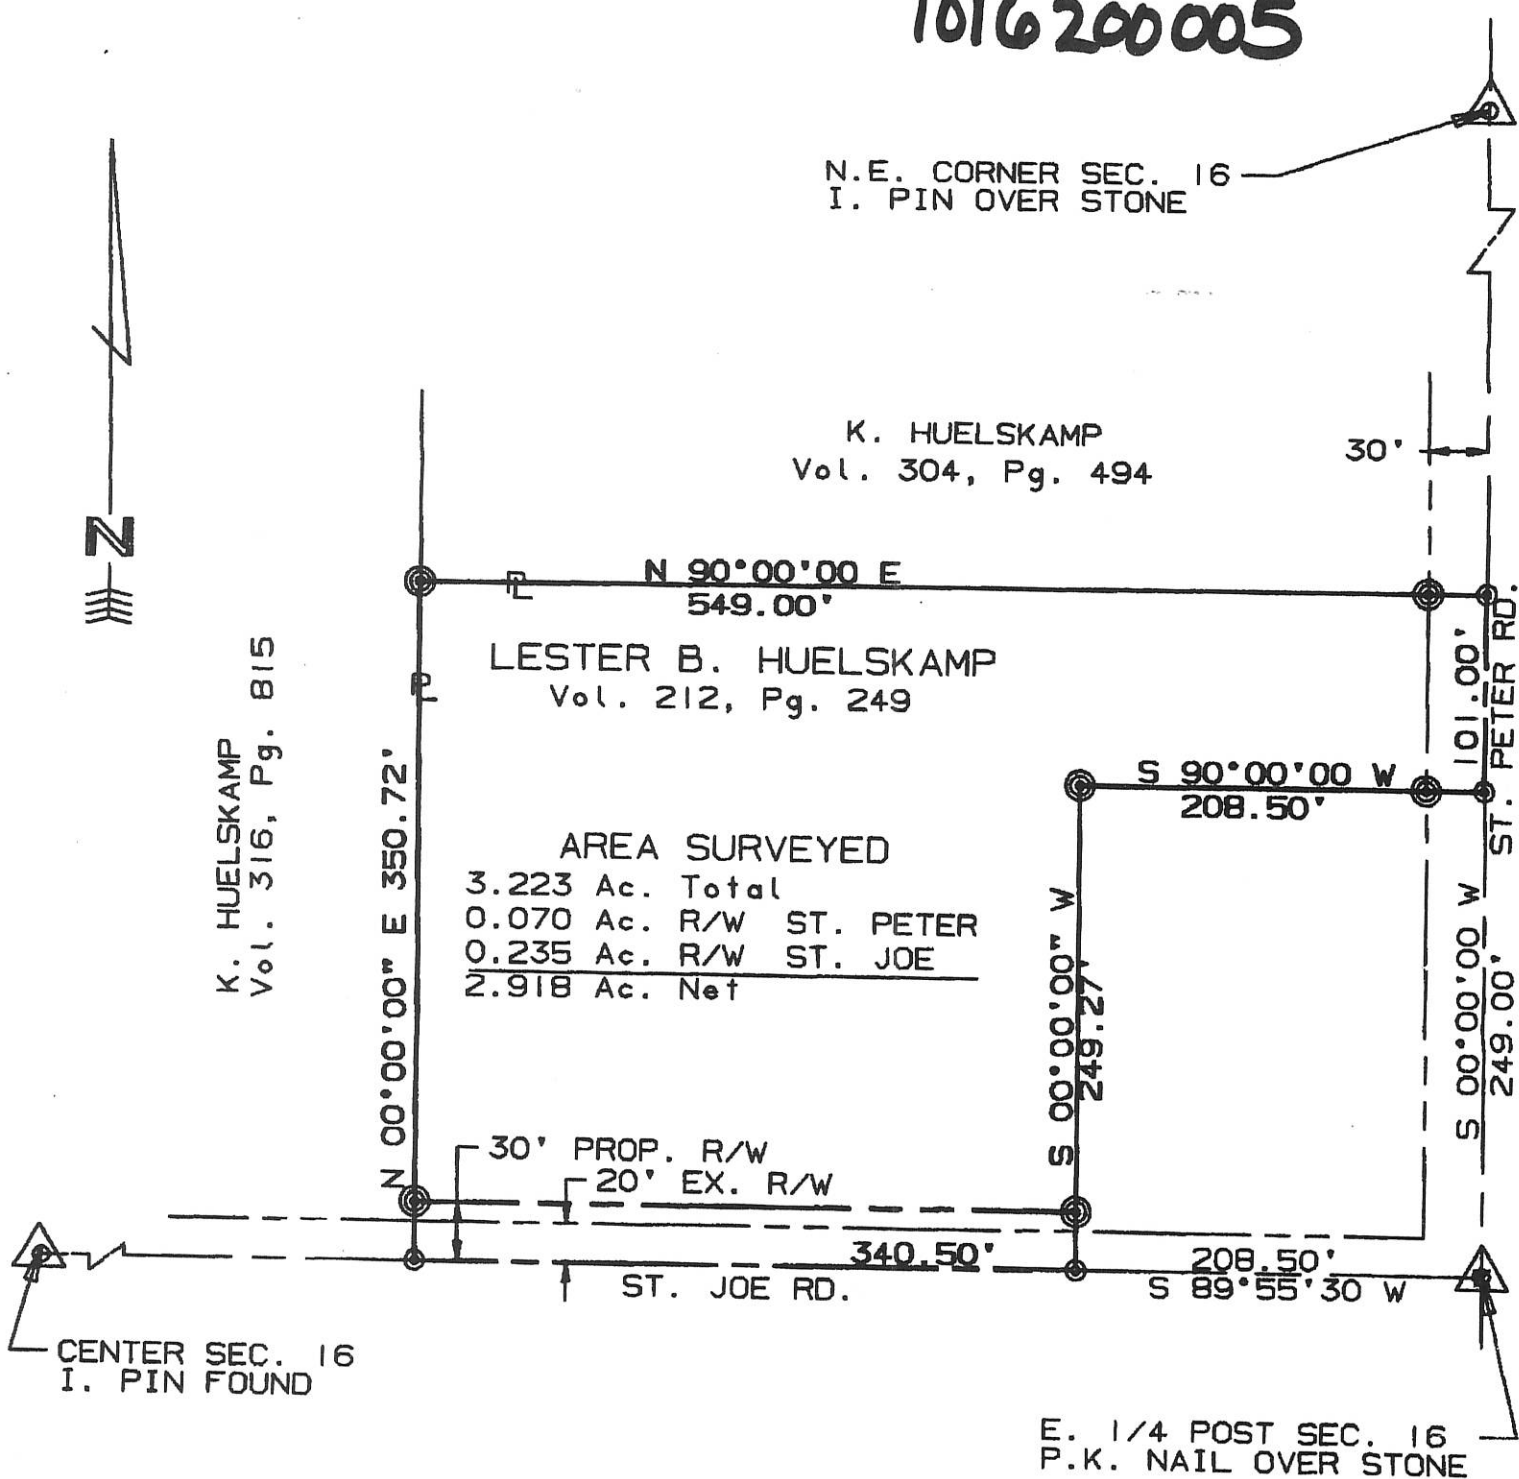 1016200005
N.E. CORNER SEC. 16
I. PIN OVER STONE
K. HUELSKAMP
Vol. 304, Pg. 494
30'
N
N 90°00'00 E
549.00'
LESTER B. HUELSKAMP
Vol. 212, Pg. 249
PL
PL
K. HUELSKAMP
Vol. 316, Pg. 815
N 00°00'00" E 350.72'
101.00'
ST. PETER RD.
S 90°00'00 W
208.50'
AREA SURVEYED
3.223 Ac. Total
0.070 Ac. R/W ST. PETER
0.235 Ac. R/W ST. JOE
2.918 Ac. Net
S 00°00'00" W
249.27'
S 00°00'00 W
249.00'
30' PROP. R/W
20' EX. R/W
340.50'
ST. JOE RD.
208.50'
S 89°55'30 W
CENTER SEC. 16
I. PIN FOUND
E. 1/4 POST SEC. 16
P.K. NAIL OVER STONE